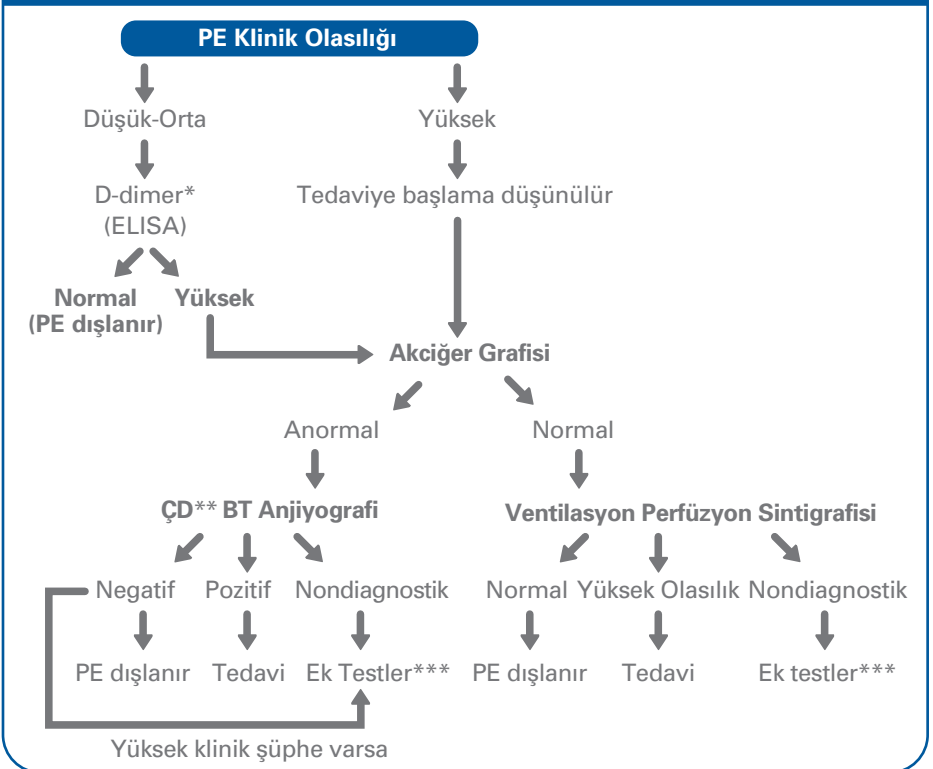 PE Klinik Olasılığı
Düşük-Orta
Yüksek
D-dimer*
(ELISA)
Tedaviye başlama düşünülür
Normal
(PE dışlanır)
Yüksek
Akciğer Grafisi
Anormal
Normal
ÇD** BT Anjiyografi
Ventilasyon Perfüzyon Sintigrafisi
Negatif
Pozitif
Nondiagnostik
Normal
Yüksek Olasılık
Nondiagnostik
PE dışlanır
Tedavi
Ek Testler***
PE dışlanır
Tedavi
Ek testler***
Yüksek klinik şüphe varsa